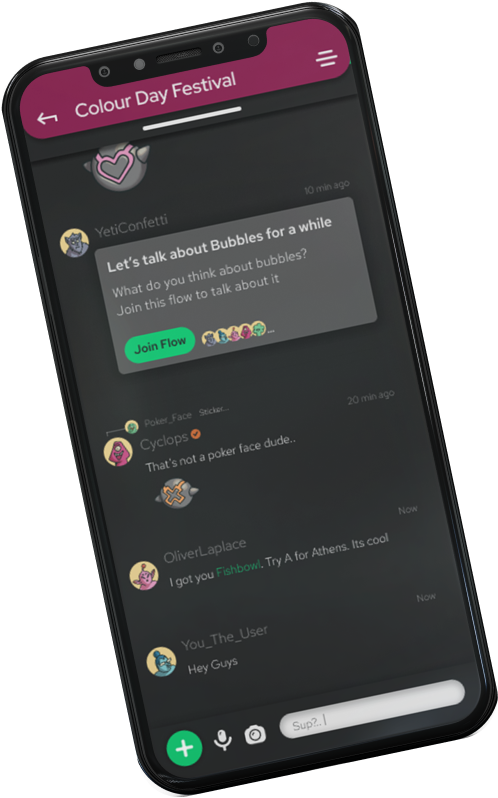 Colour Day Festival
10 min ago
YetiConfetti
Let's talk about Bubbles for a while
What do you think about bubbles?
Join this flow to talk about it
Join Flow
...
Poker_Face Sticker...
20 min ago
Cyclops
That's not a poker face dude..
Now
OliverLaplace
I got you Fishbowl. Try A for Athens. Its cool
Now
You_The_User
Hey Guys
Sup?..|